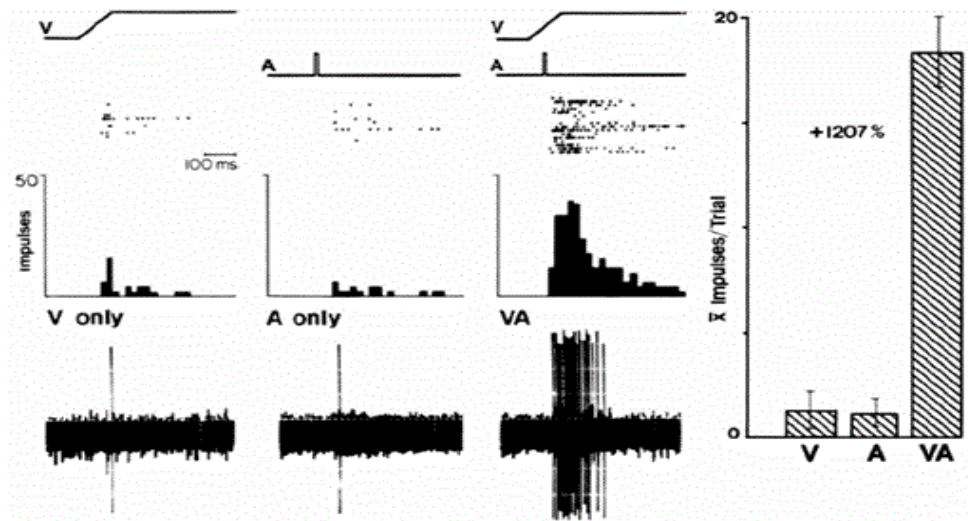 V
A
V
A
100 ms
50
Impulses
V only
A only
VA
20
+1207%
X̄ Impulses/Trial
0
V A VA